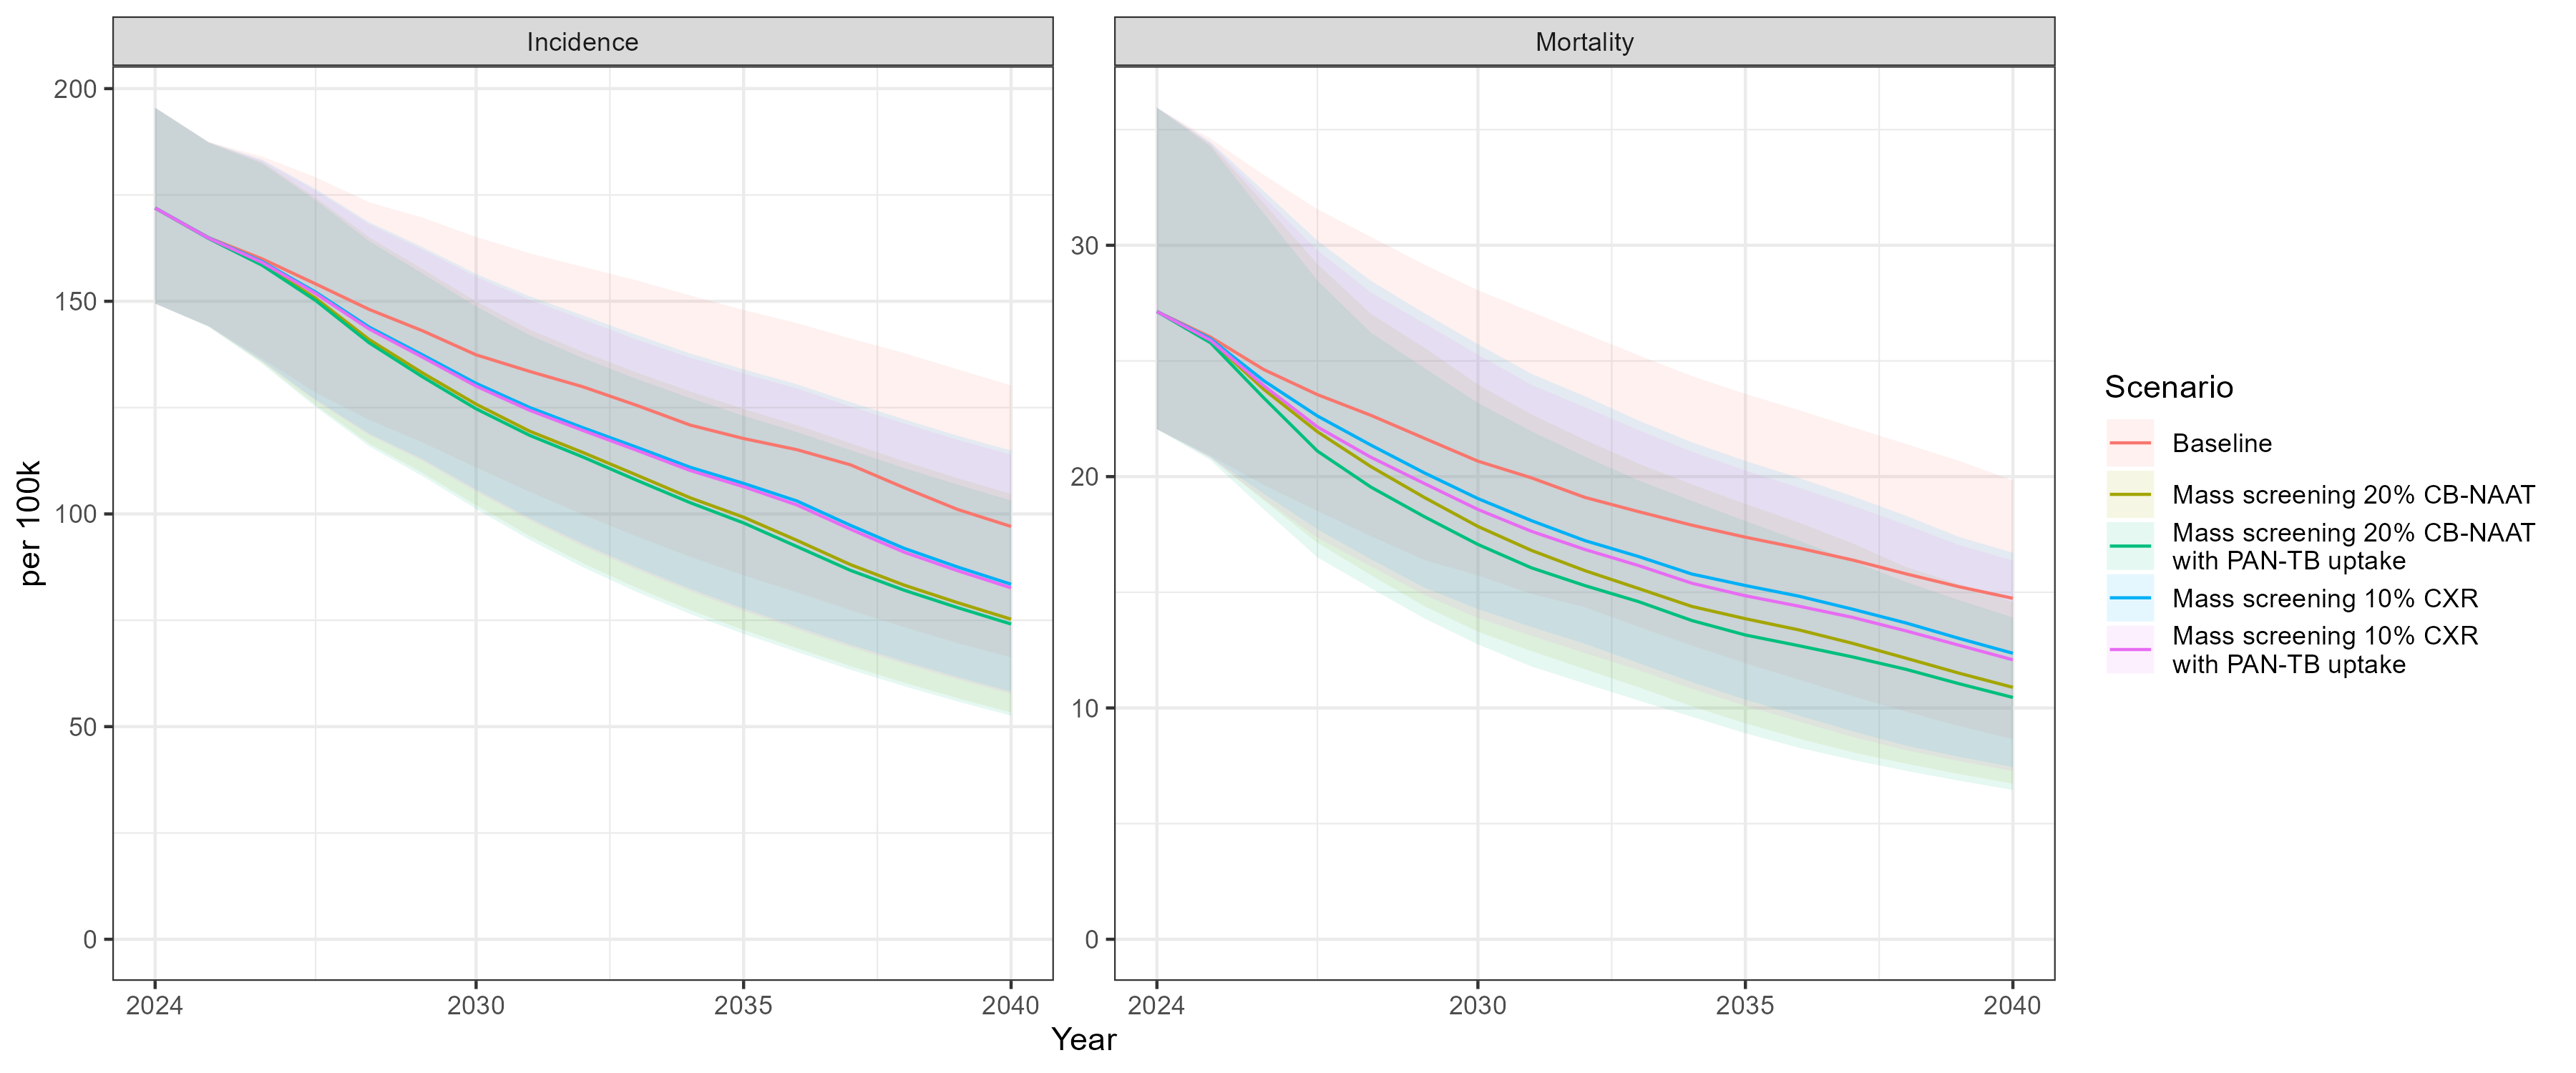 Incidence
Mortality
200
150
100
50
0
30
20
10
0
per 100k
2024
2030
2035
2040
2024
2030
2035
2040
Year
Scenario
Baseline
Mass screening 20% CB-NAAT
Mass screening 20% CB-NAAT
with PAN-TB uptake
Mass screening 10% CXR
Mass screening 10% CXR
with PAN-TB uptake